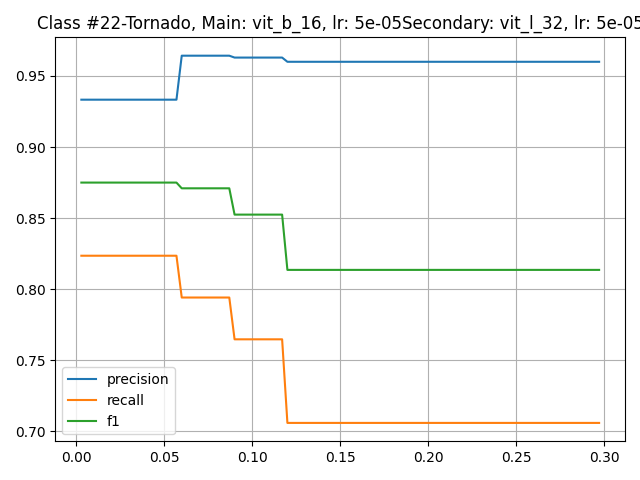 Class #22-Tornado, Main: vit_b_16, lr: 5e-05Secondary: vit_l_32, lr: 5e-05
0.95
0.90
0.85
0.80
0.75
0.70
precision
recall
f1
0.00 0.05 0.10 0.15 0.20 0.25 0.30